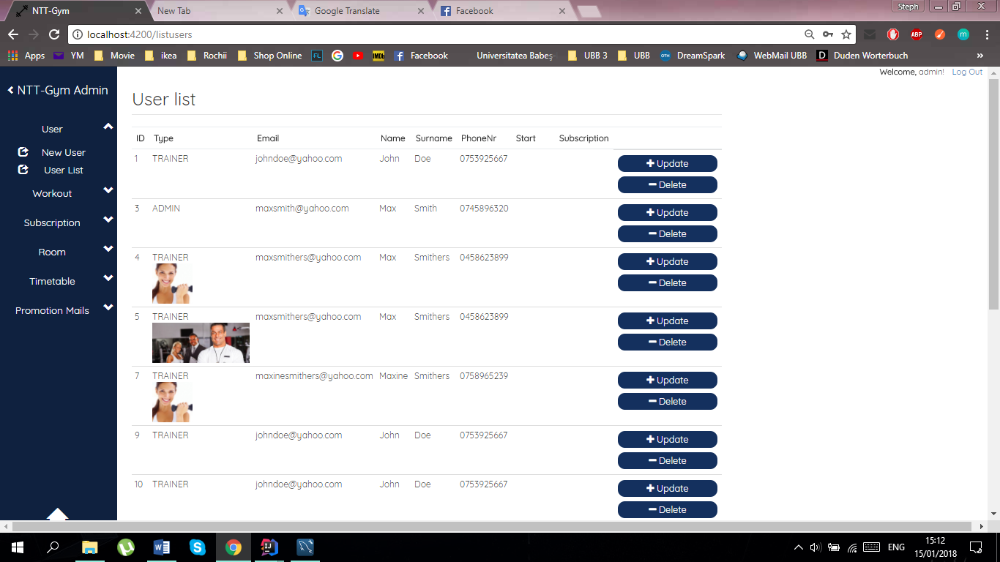 NTT-Gym
New Tab
Google Translate
Facebook
Steph
localhost:4200/listusers
Apps YM Movie ikea Rochii Shop Online FL IMDb Facebook Universitatea Babeş- UBB 3 UBB OTH DreamSpark WebMail UBB D Duden Worterbuch »
ABP
m
Welcome, admin! Log Out
NTT-Gym Admin
User
New User
User List
Workout
Subscription
Room
Timetable
Promotion Mails
User list
ID Type Email Name Surname PhoneNr Start Subscription
1 TRAINER johndoe@yahoo.com John Doe 0753925667
Update
Delete
3 ADMIN maxsmith@yahoo.com Max Smith 0745896320
Update
Delete
4 TRAINER maxsmithers@yahoo.com Max Smithers 0458623899
Update
Delete
5 TRAINER maxsmithers@yahoo.com Max Smithers 0458623899
Update
Delete
7 TRAINER maxinesmithers@yahoo.com Maxine Smithers 0758965239
Update
Delete
9 TRAINER johndoe@yahoo.com John Doe 0753925667
Update
Delete
10 TRAINER johndoe@yahoo.com John Doe 0753925667
Update
Delete
ENG
15:12
15/01/2018